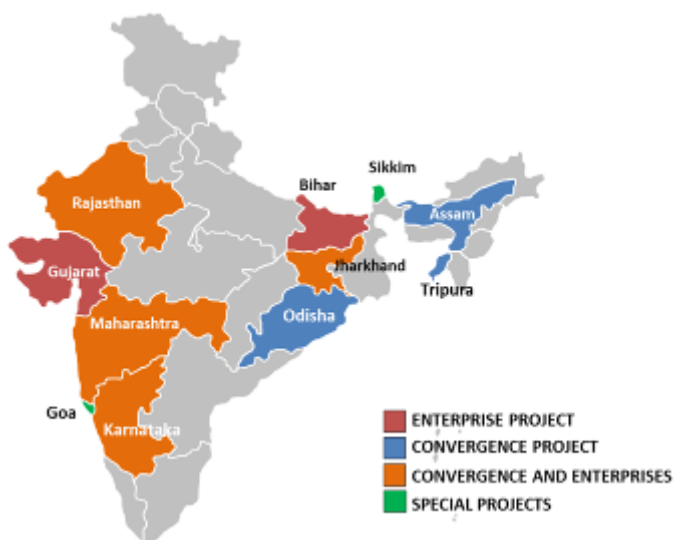 Sikkim
Bihar
Rajasthan
Assam
Gujarat
Jharkhand
Tripura
Odisha
Maharashtra
Goa
Karnataka
ENTERPRISE PROJECT
CONVERGENCE PROJECT
CONVERGENCE AND ENTERPRISES
SPECIAL PROJECTS